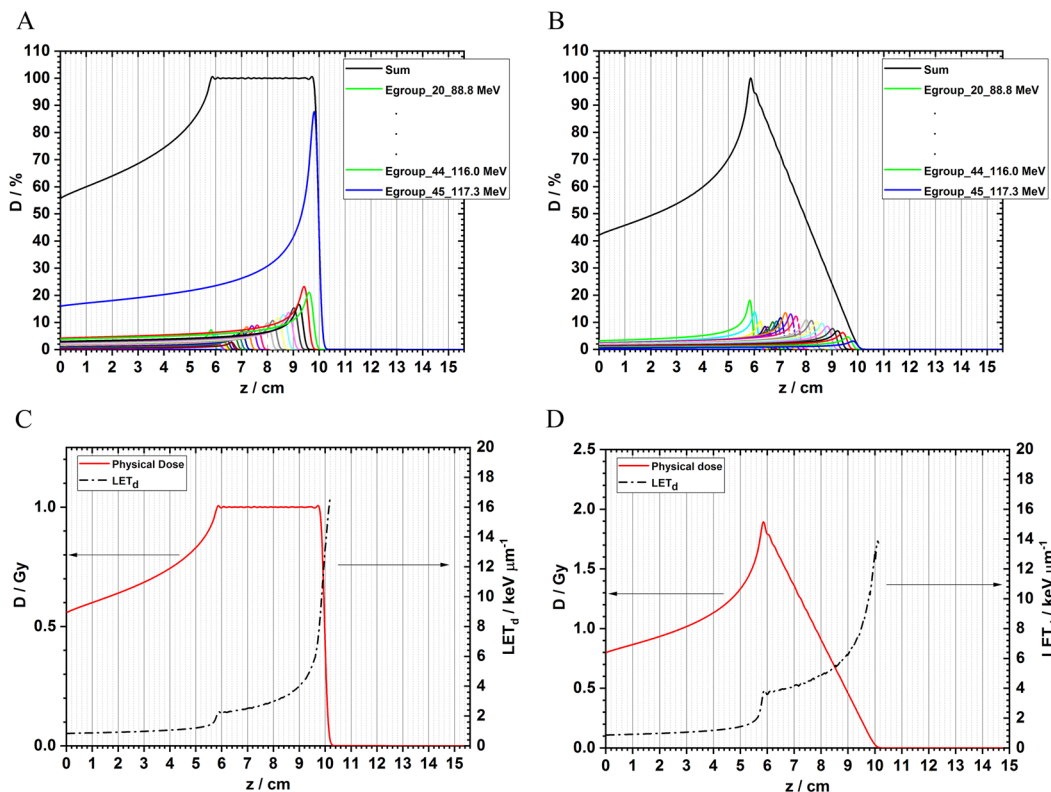 A
110
100
90
80
70
60
50
40
30
20
10
0
D / %
Sum
Egroup_20_88.8 MeV
.
.
.
Egroup_44_116.0 MeV
Egroup_45_117.3 MeV
0 1 2 3 4 5 6 7 8 9 10 11 12 13 14 15
z / cm
B
110
100
90
80
70
60
50
40
30
20
10
0
D / %
Sum
Egroup_20_88.8 MeV
.
.
.
Egroup_44_116.0 MeV
Egroup_45_117.3 MeV
0 1 2 3 4 5 6 7 8 9 10 11 12 13 14 15
z / cm
C
1.0
0.5
0.0
D / Gy
Physical Dose
LETd
20
18
16
14
12
10
8
6
4
2
0
LETd / keV μm-1
0 1 2 3 4 5 6 7 8 9 10 11 12 13 14 15
z / cm
D
2.5
2.0
1.5
1.0
0.5
0.0
D / Gy
Physical dose
LETd
20
18
16
14
12
10
8
6
4
2
0
LETd / keV μm-1
0 1 2 3 4 5 6 7 8 9 10 11 12 13 14 15
z / cm